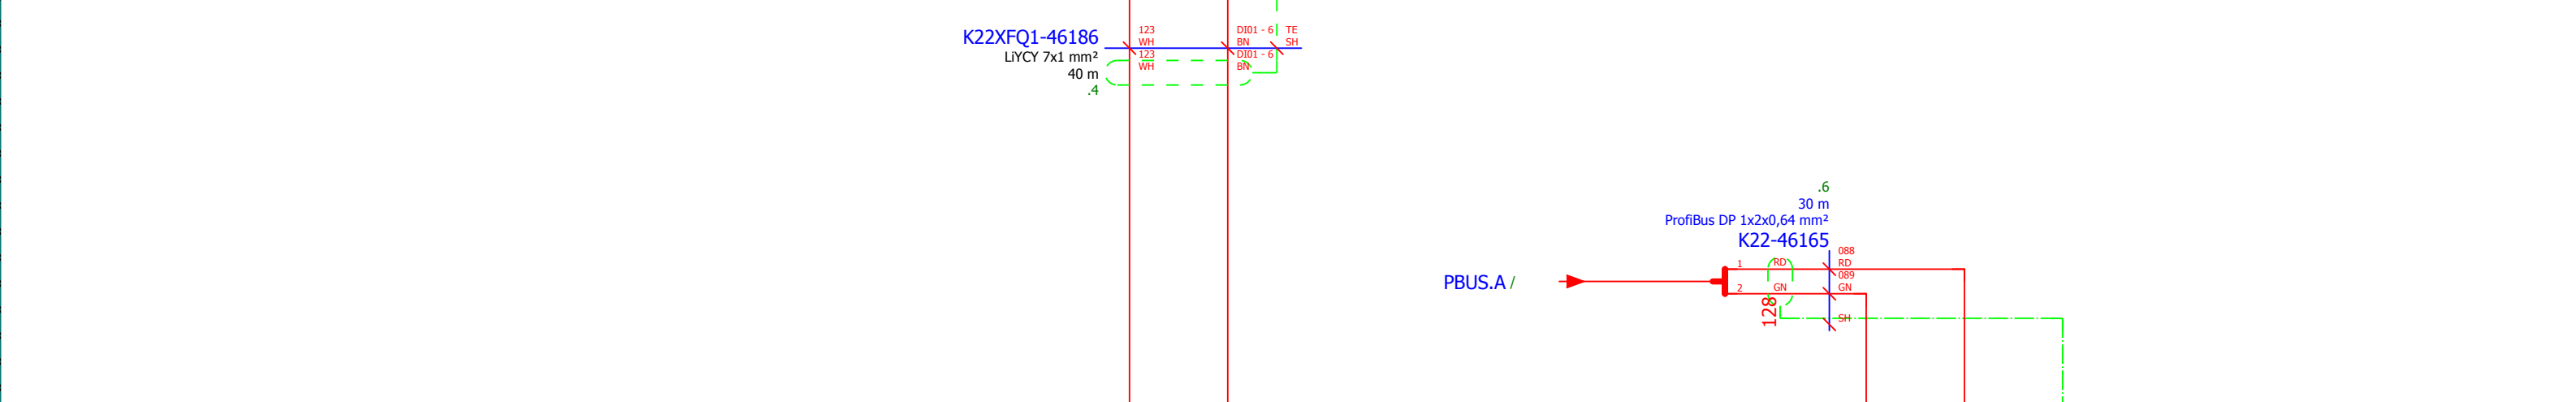 K22XFQ1-46186
LiYCY 7x1 mm²
40 m
.4
123
WH
123
WH
DI01 - 6
BN
DI01 - 6
BN
TE
SH
.6
30 m
ProfiBus DP 1x2x0,64 mm²
K22-46165
PBUS.A /
1
RD
2
GN
128
088
RD
089
GN
SH